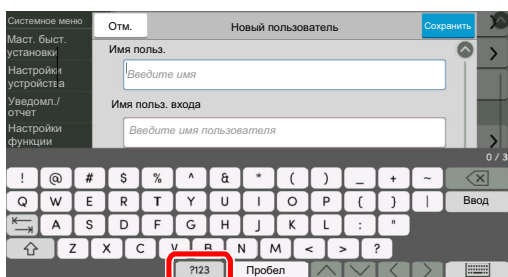 Системное меню
Отм.
Новый пользователь
Сохранить
Маст. быст.
установки
Настройки
устройства
Уведомл./
отчет
Настройки
функции
Имя польз.
Введите имя
Имя польз. входа
Введите имя пользователя
0 / 3
! @ # $ % ^ & * ( ) _ + ~
Q W E R T Y U I O P { } | Ввод
A S D F G H J K L : "
Z X C V B N M < > ?
?123 Пробел